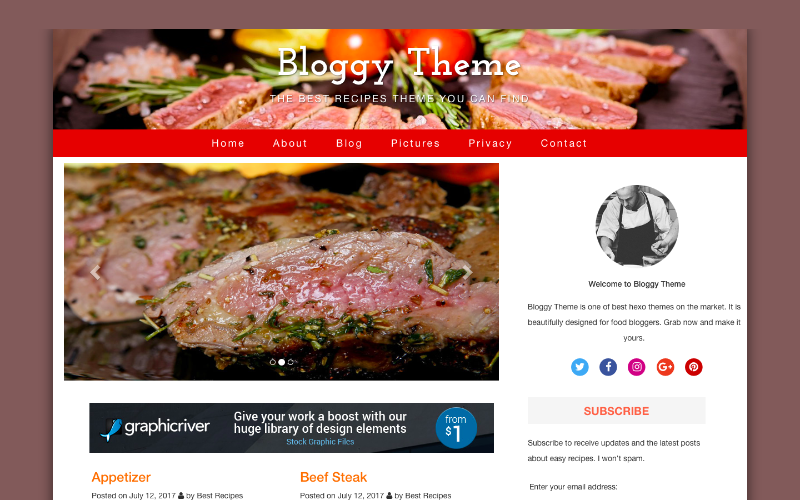 Bloggy Theme
THE BEST RECIPES THEME YOU CAN FIND
Home About Blog Pictures Privacy Contact
Welcome to Bloggy Theme
Bloggy Theme is one of best hexo themes on the market. It is
beautifully designed for food bloggers. Grab now and make it
yours.
SUBSCRIBE
Subscribe to receive updates and the latest posts
about easy recipes. I won't spam.
Enter your email address:
graphicriver
Give your work a boost with our
huge library of design elements
Stock Graphic Files
from
$1
Appetizer
Posted on July 12, 2017 by Best Recipes
Beef Steak
Posted on July 12, 2017 by Best Recipes